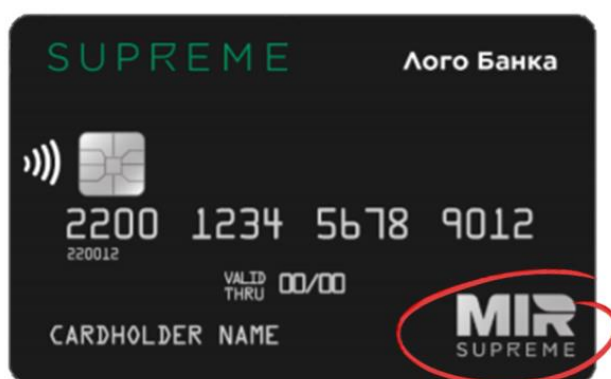 SUPREME
Лого Банка
2200 1234 5678 9012
220012
VALID THRU 00/00
CARDHOLDER NAME
MIR
SUPREME